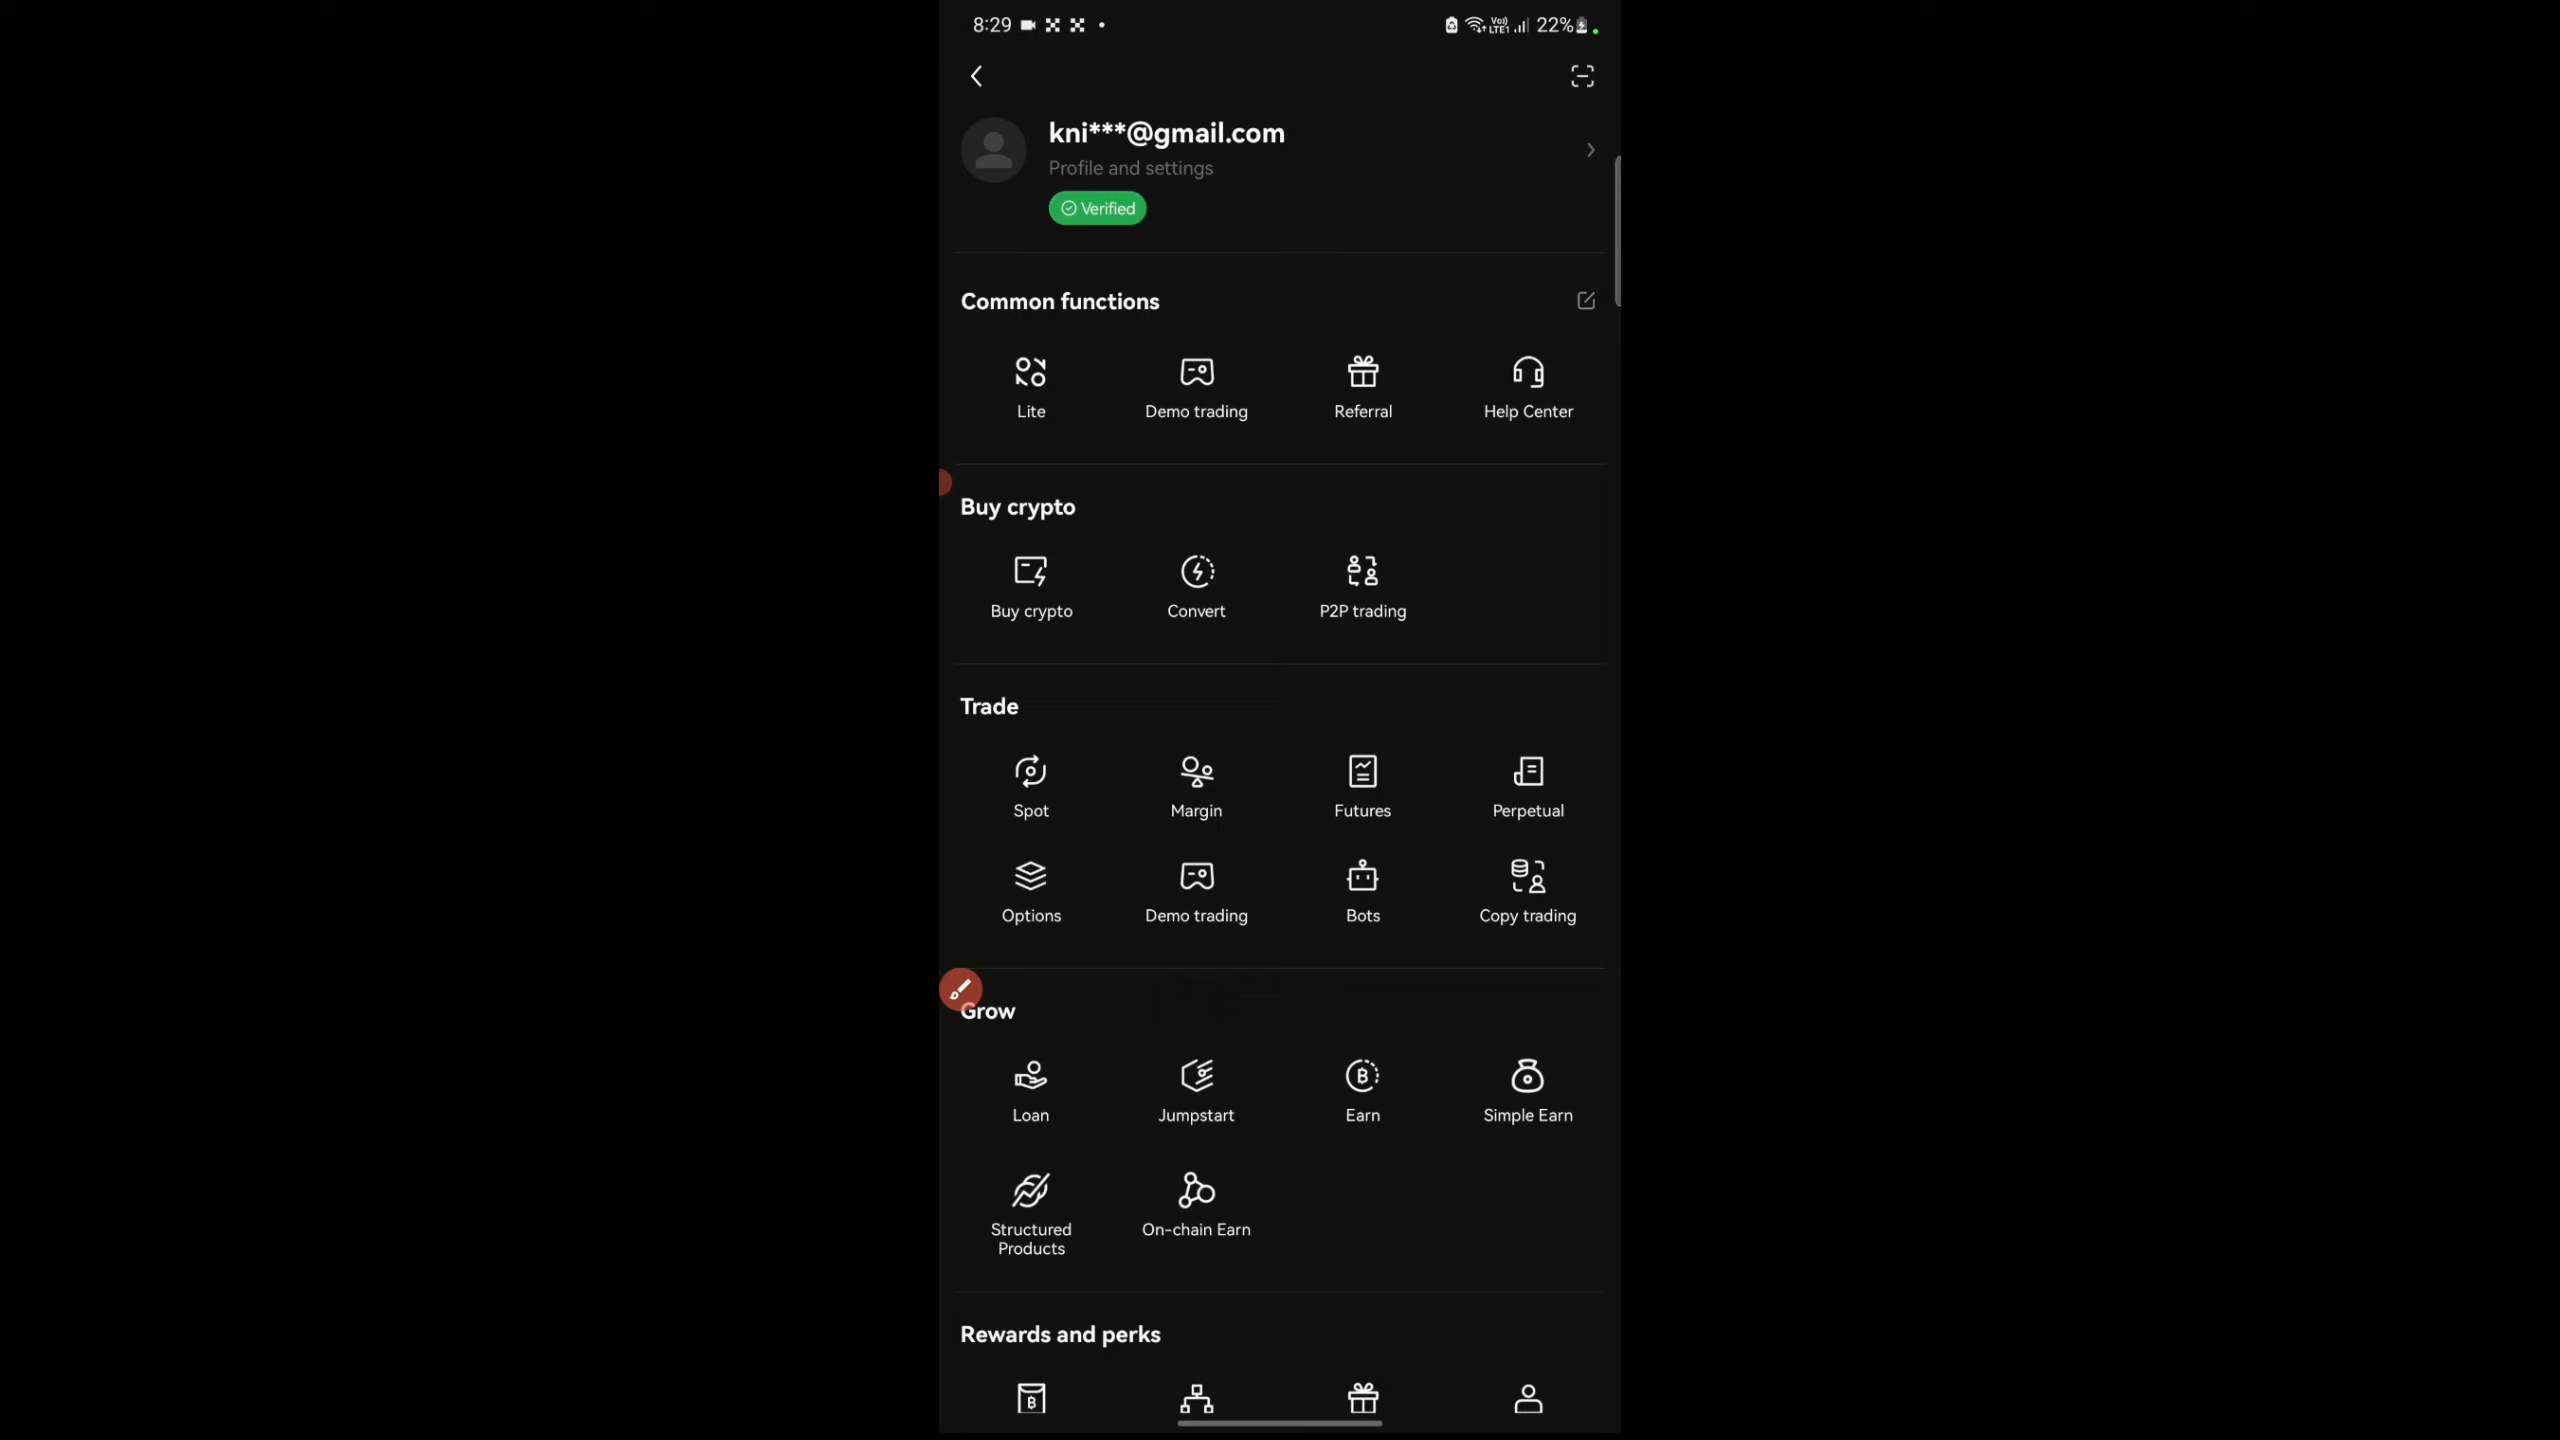 8:29
Vo))
LTE1
22%
kni***@gmail.com
Profile and settings
Verified
Common functions
Lite
Demo trading
Referral
Help Center
Buy crypto
Buy crypto
Convert
P2P trading
Trade
Spot
Margin
Futures
Perpetual
Options
Demo trading
Bots
Copy trading
Grow
Loan
Jumpstart
Earn
Simple Earn
Structured
Products
On-chain Earn
Rewards and perks